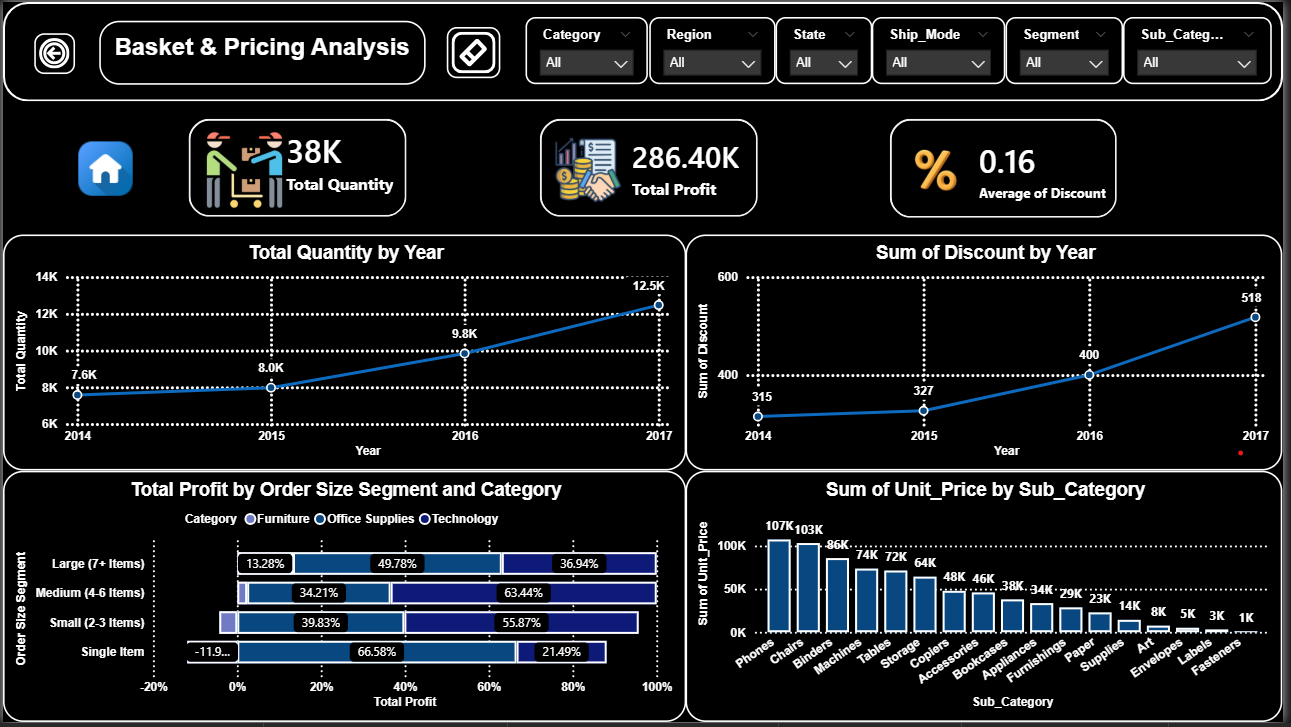 Basket & Pricing Analysis
Category
All
Region
All
State
All
Ship_Mode
All
Segment
All
Sub_Categ...
All
38K
Total Quantity
286.40K
Total Profit
%
0.16
Average of Discount
Total Quantity by Year
Total Quantity
14K
12K
10K
8K
6K
7.6K
8.0K
9.8K
12.5K
2014
2015
2016
2017
Year
Sum of Discount by Year
Sum of Discount
600
400
315
327
400
518
2014
2015
2016
2017
Year
Total Profit by Order Size Segment and Category
Category
Furniture
Office Supplies
Technology
Order Size Segment
Large (7+ Items)
13.28%
49.78%
36.94%
Medium (4-6 Items)
34.21%
63.44%
Small (2-3 Items)
39.83%
55.87%
Single Item
-11.9...
66.58%
21.49%
-20%
0%
20%
40%
60%
80%
100%
Total Profit
Sum of Unit_Price by Sub_Category
Sum of Unit_Price
100K
50K
0K
107K
103K
86K
74K
72K
64K
48K
46K
38K
34K
29K
23K
14K
8K
5K
3K
1K
Phones
Chairs
Binders
Machines
Tables
Storage
Copiers
Accessories
Bookcases
Appliances
Furnishings
Paper
Supplies
Art
Envelopes
Labels
Fasteners
Sub_Category